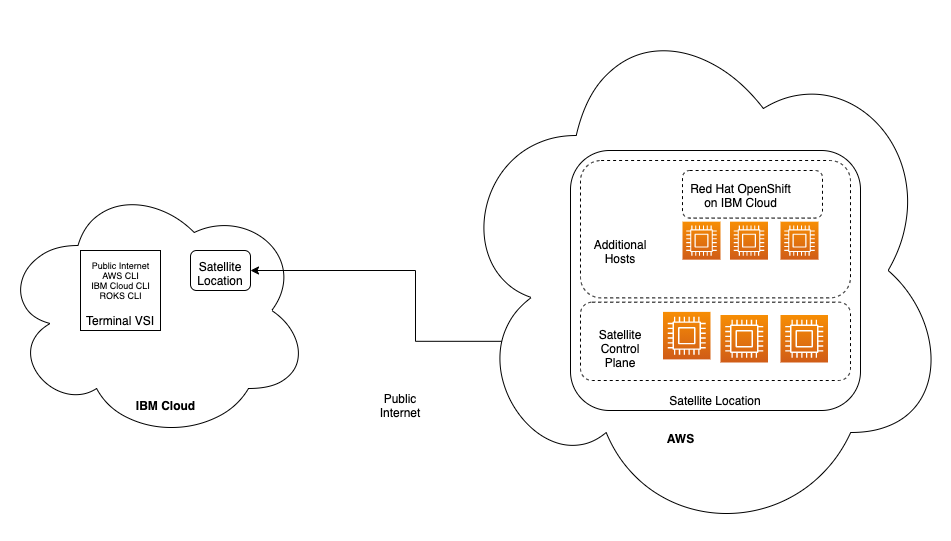 Public Internet
AWS CLI
IBM Cloud CLI
ROKS CLI
Terminal VSI
Satellite
Location
IBM Cloud
Public
Internet
Red Hat OpenShift
on IBM Cloud
Additional
Hosts
Satellite
Control
Plane
Satellite Location
AWS